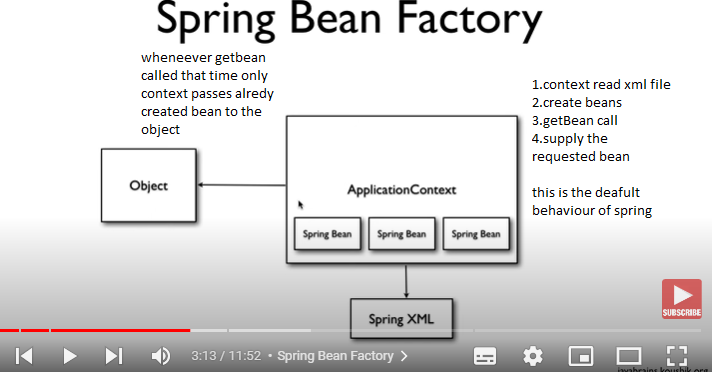 Spring Bean Factory
wheneever getbean
called that time only
context passes alredy
created bean to the
object
1.context read xml file
2.create beans
3.getBean call
4.supply the
requested bean
this is the deafult
behaviour of spring
Object
ApplicationContext
Spring Bean
Spring Bean
Spring Bean
Spring XML
SUBSCRIBE
3:13 / 11:52 • Spring Bean Factory
javabrains.koushik.org